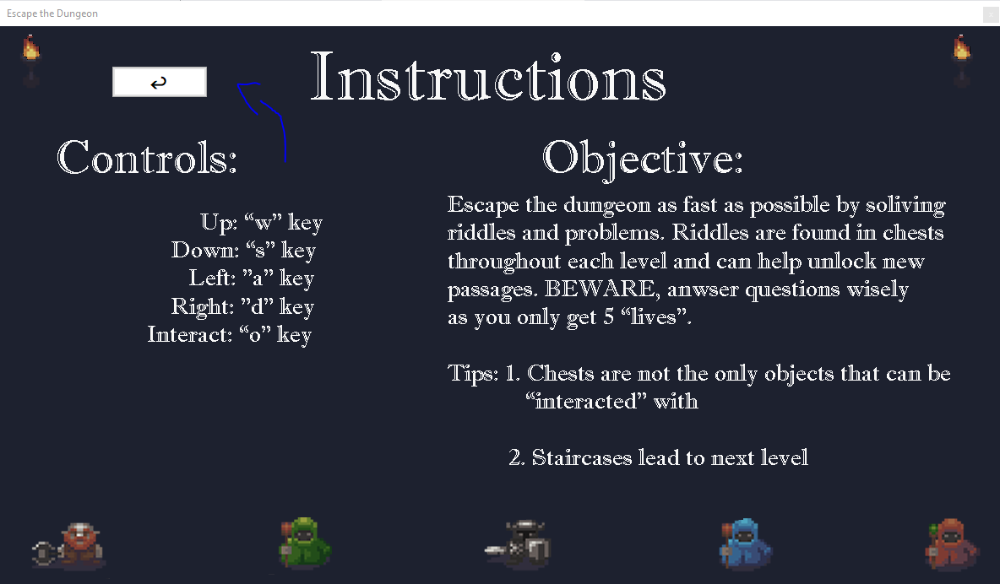 Escape the Dungeon
x
Instructions
Controls:
Up: “w” key
Down: “s” key
Left: ”a” key
Right: ”d” key
Interact: “o” key
Objective:
Escape the dungeon as fast as possible by soliving
riddles and problems. Riddles are found in chests
throughout each level and can help unlock new
passages. BEWARE, anwser questions wisely
as you only get 5 “lives”.
Tips: 1. Chests are not the only objects that can be
“interacted” with
2. Staircases lead to next level